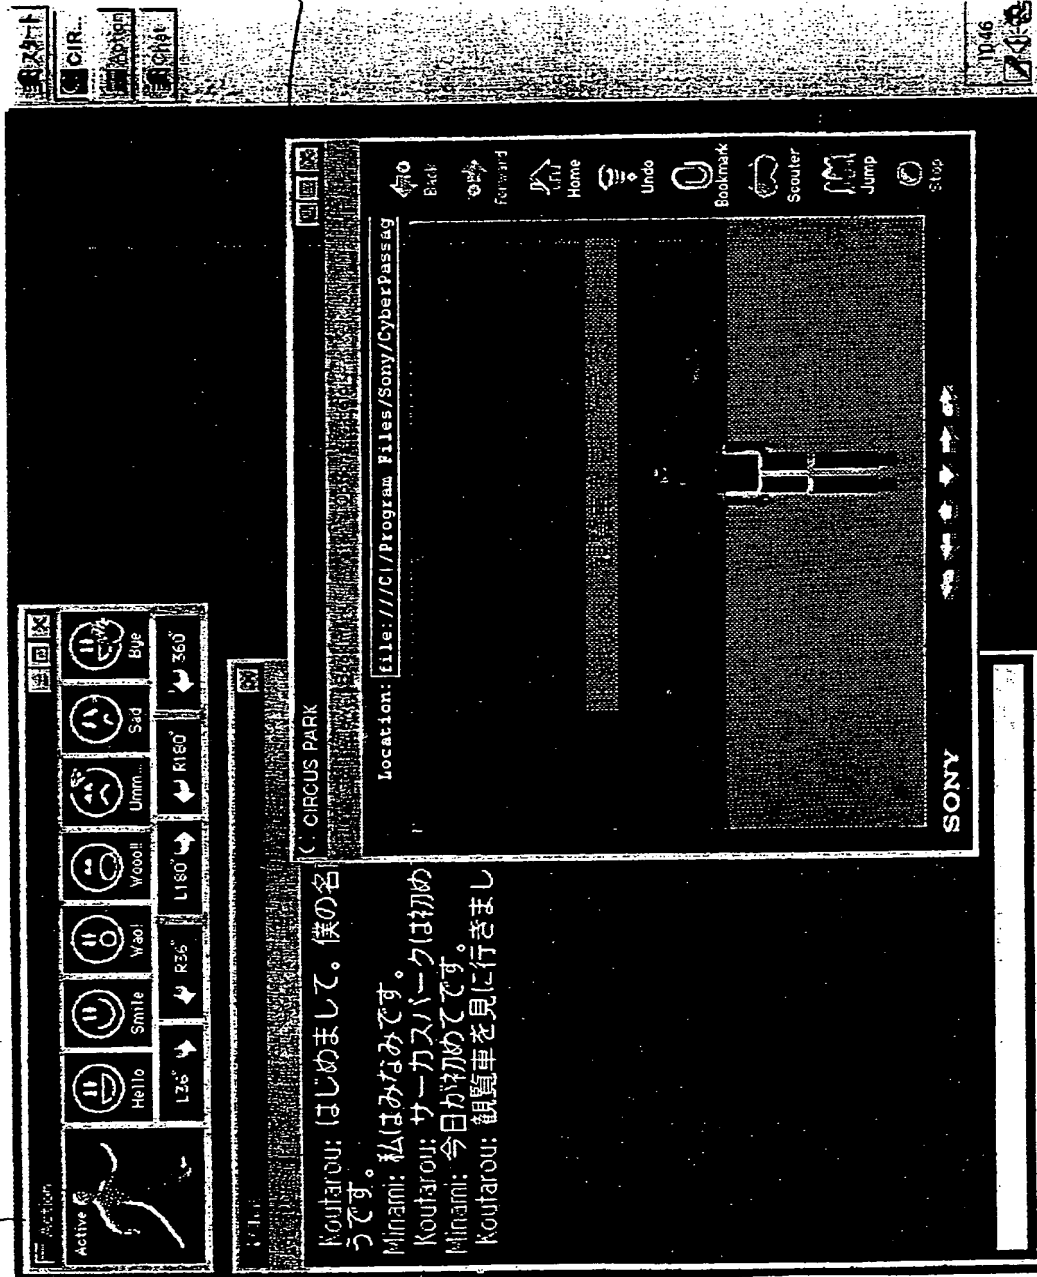 Action
Active
Hello
Smile
Wao!
Wooo!!
Umm..
Sad
Bye
L36°
R36°
L180°
R180°
360°
Koutarou: はじめまして。僕の名
うです。
Minami: 私はみなみです。
Koutarou: サーカスパークは初め
Minami: 今日が初めてです。
Koutarou: 観覧車を見に行きまし
CIRCUS PARK
Location: file:///C|/Program Files/Sony/CyberPassag
Back
Forward
Home
Undo
Bookmark
Scouter
Jump
Stop
SONY
スタート
CIR...
Action
Chat
10:46